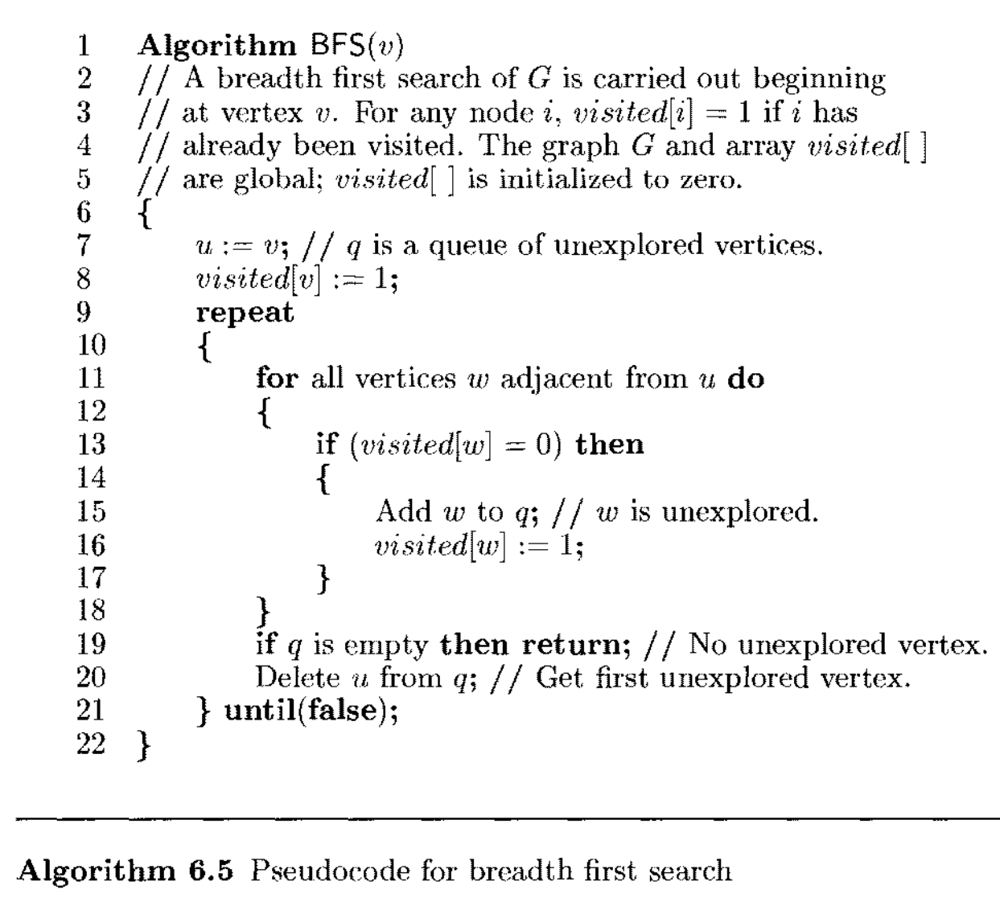 1 Algorithm BFS(v)
2 // A breadth first search of G is carried out beginning
3 // at vertex v. For any node i, visited[i] = 1 if i has
4 // already been visited. The graph G and array visited[ ]
5 // are global; visited[ ] is initialized to zero.
6 {
7 u := v; // q is a queue of unexplored vertices.
8 visited[v] := 1;
9 repeat
10 {
11 for all vertices w adjacent from u do
12 {
13 if (visited[w] = 0) then
14 {
15 Add w to q; // w is unexplored.
16 visited[w] := 1;
17 }
18 }
19 if q is empty then return; // No unexplored vertex.
20 Delete u from q; // Get first unexplored vertex.
21 } until(false);
22 }
Algorithm 6.5 Pseudocode for breadth first search